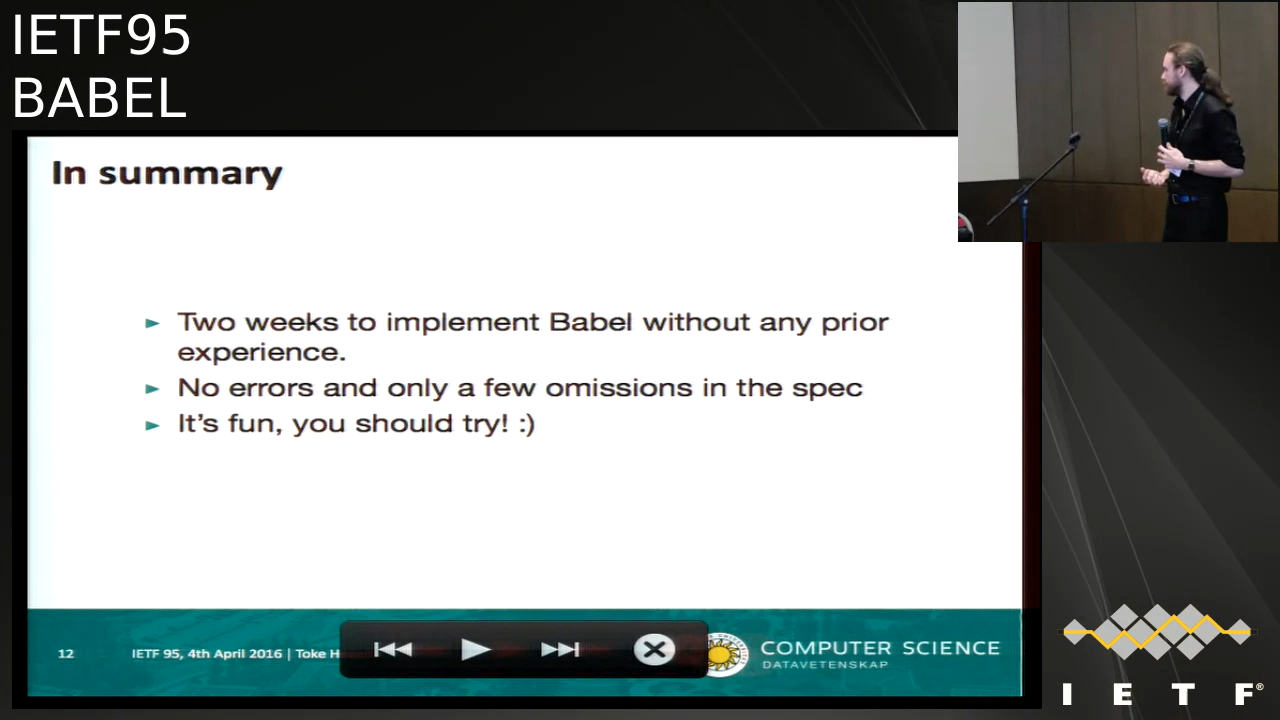 IETF95
BABEL
In summary
► Two weeks to implement Babel without any prior
experience.
► No errors and only a few omissions in the spec
► It's fun, you should try! :)
12
IETF 95, 4th April 2016 | Toke H
COMPUTER SCIENCE
DATAVETENSKAP
I E T F®